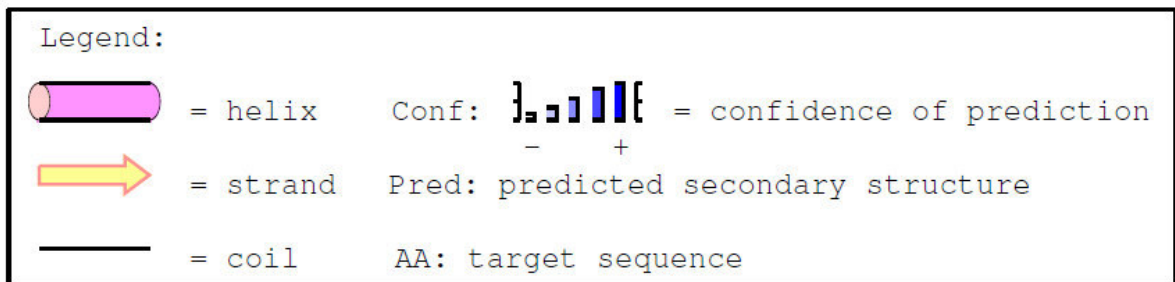 Legend:
= helix Conf: = confidence of prediction
- +
= strand Pred: predicted secondary structure
= coil AA: target sequence